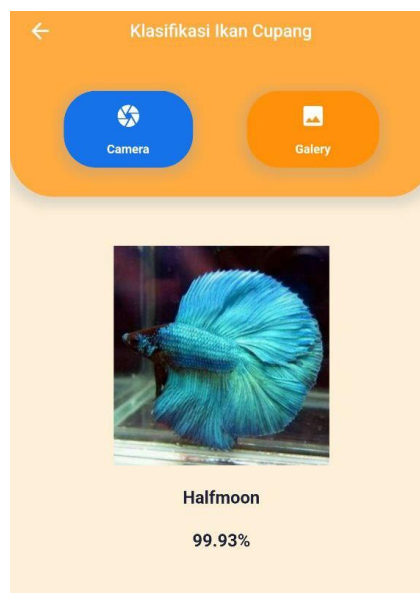 Klasifikasi Ikan Cupang
Camera
Galery
Halfmoon
99.93%